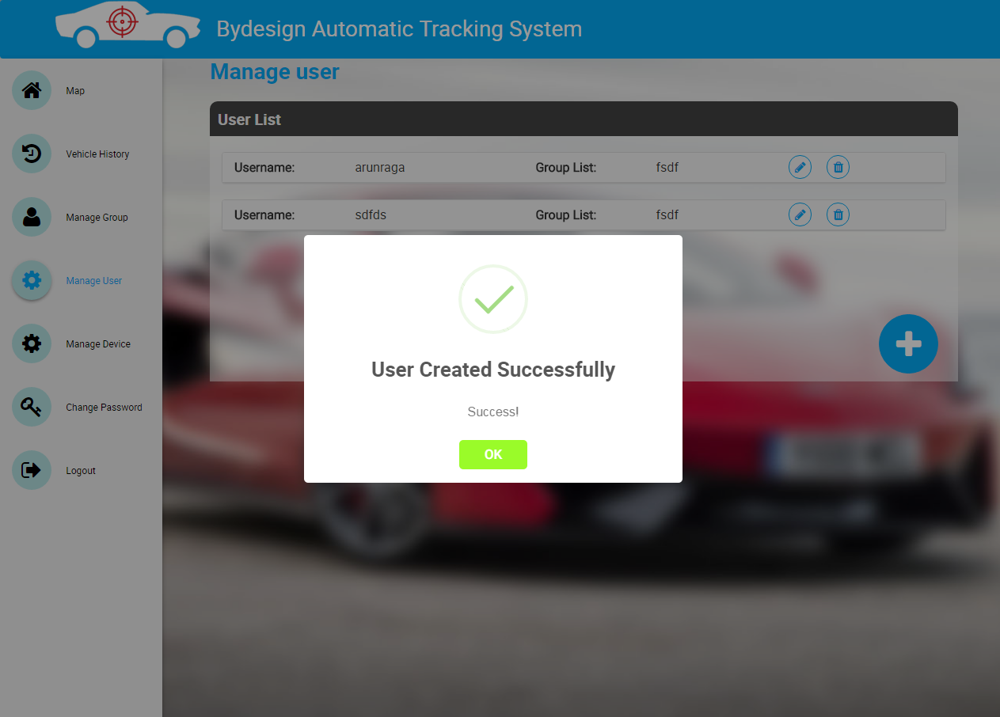 Bydesign Automatic Tracking System
Map
Vehicle History
Manage Group
Manage User
Manage Device
Change Password
Logout
Manage user
User List
Username: arunraga Group List: fsdf
Username: sdfds Group List: fsdf
User Created Successfully
Success!
OK